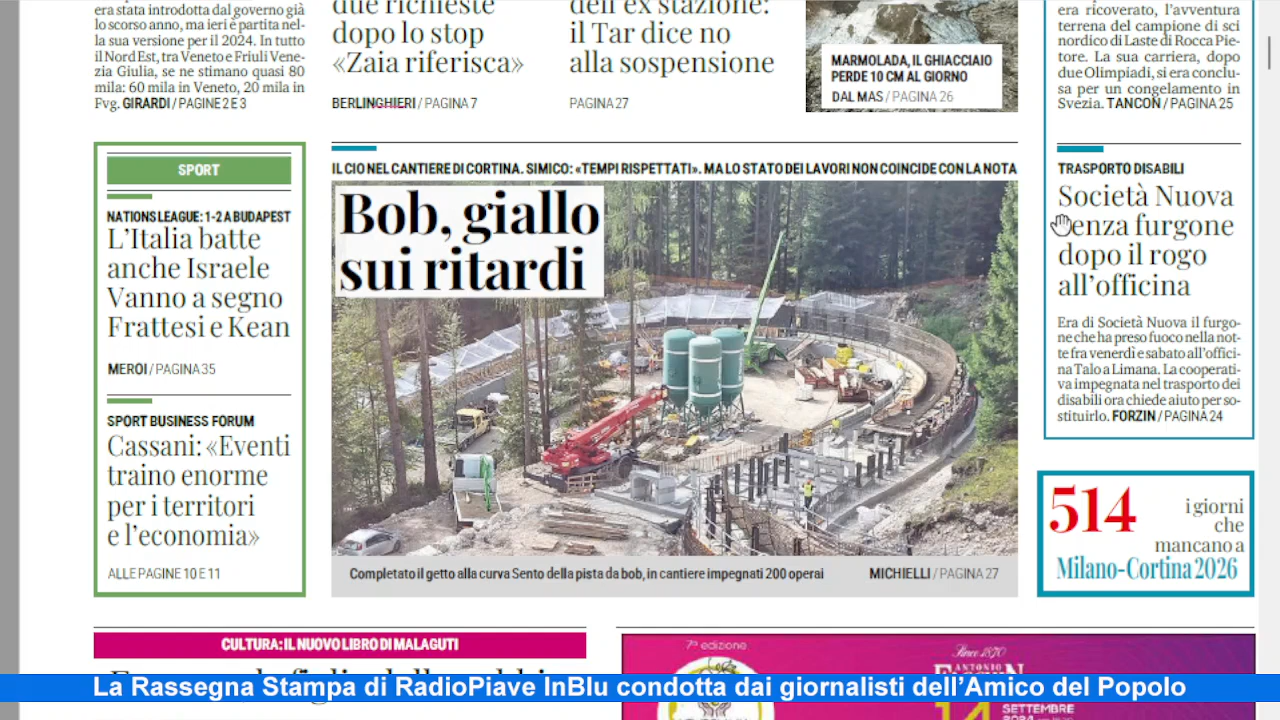 era stata introdotta dal governo già
lo scorso anno, ma ieri è partita nel-
la sua versione per il 2024. In tutto
il Nord Est, tra Veneto e Friuli Vene-
zia Giulia, se ne stimano quasi 80
mila: 60 mila in Veneto, 20 mila in
Fvg. GIRARDI / PAGINE 2 E 3
due richieste
dopo lo stop
«Zaia riferisca»
BERLINGHIERI / PAGINA 7
dell'ex stazione:
il Tar dice no
alla sospensione
PAGINA 27
MARMOLADA, IL GHIACCIAIO
PERDE 10 CM AL GIORNO
DAL MAS / PAGINA 26
era ricoverato, l'avventura
terrena del campione di sci
nordico di Laste di Rocca Pie-
tore. La sua carriera, dopo
due Olimpiadi, si era conclu-
sa per un congelamento in
Svezia. TANCON / PAGINA 25
SPORT
NATIONS LEAGUE: 1-2 A BUDAPEST
L'Italia batte
anche Israele
Vanno a segno
Frattesi e Kean
MEROI / PAGINA 35
SPORT BUSINESS FORUM
Cassani: «Eventi
traino enorme
per i territori
e l'economia»
ALLE PAGINE 10 E 11
IL CIO NEL CANTIERE DI CORTINA. SIMICO: «TEMPI RISPETTATI». MA LO STATO DEI LAVORI NON COINCIDE CON LA NOTA
Bob, giallo
sui ritardi
Completato il getto alla curva Sento della pista da bob, in cantiere impegnati 200 operai
MICHIELLI / PAGINA 27
TRASPORTO DISABILI
Società Nuova
senza furgone
dopo il rogo
all'officina
Era di Società Nuova il furgo-
ne che ha preso fuoco nella not-
te fra venerdì e sabato all'offici-
na Talo a Limana. La cooperati-
va impegnata nel trasporto dei
disabili ora chiede aiuto per so-
stituirlo. FORZIN / PAGINA 24
514
i giorni
che
mancano a
Milano-Cortina 2026
CULTURA: IL NUOVO LIBRO DI MALAGUTI
7ª edizione
Since 1870
ANTONIO
SETTEMBRE
14
La Rassegna Stampa di RadioPiave InBlu condotta dai giornalisti dell'Amico del Popolo